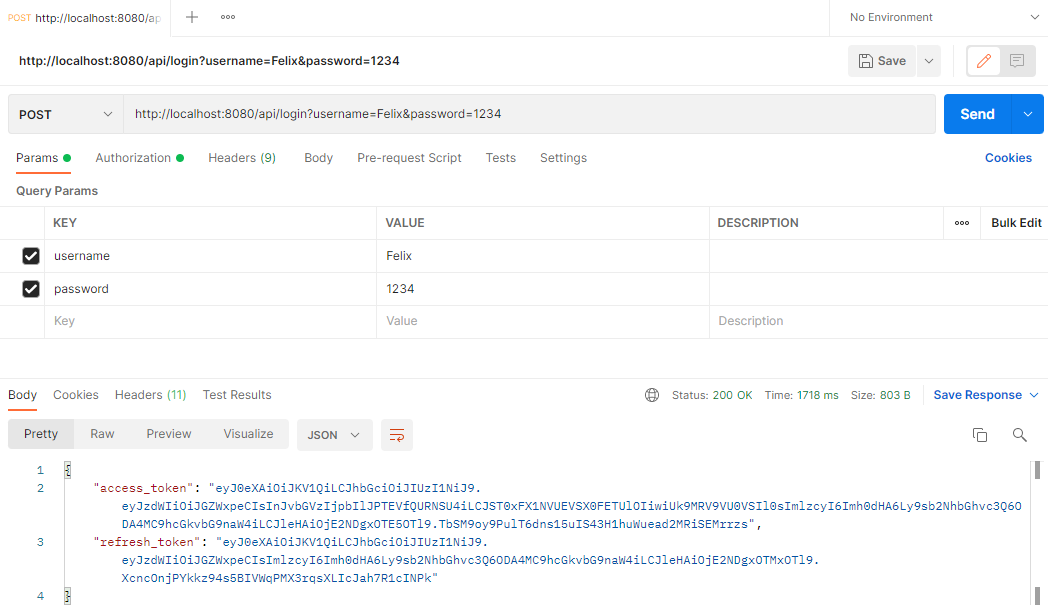 POST http://localhost:8080/ap
No Environment
http://localhost:8080/api/login?username=Felix&password=1234
Save
POST http://localhost:8080/api/login?username=Felix&password=1234 Send
Params Authorization Headers (9) Body Pre-request Script Tests Settings Cookies
Query Params
KEY VALUE DESCRIPTION Bulk Edit
username Felix
password 1234
Key Value Description
Body Cookies Headers (11) Test Results Status: 200 OK Time: 1718 ms Size: 803 B Save Response
Pretty Raw Preview Visualize JSON
1 {
2 "access_token": "eyJ0eXAiOiJKV1QiLCJhbGciOiJIUzI1NiJ9.
eyJzdWIiOiJGZWxpeCIsInJvbGVzIjpbIlJPTEVfQURNSU4iLCJST0xFX1NVUEVSX0FETUlOIiwiUk9MRV9VU0VSIl0sImlzcyI6Imh0dHA6Ly9sb2NhbGhvc3Q6O
DA4MC9hcGkvbG9naW4iLCJleHAiOjE2NDgxOTE5OTl9.TbSM9oy9PulT6dns15uIS43H1huWuead2MRiSEMrrzs",
3 "refresh_token": "eyJ0eXAiOiJKV1QiLCJhbGciOiJIUzI1NiJ9.
eyJzdWIiOiJGZWxpeCIsImlzcyI6Imh0dHA6Ly9sb2NhbGhvc3Q6ODA4MC9hcGkvbG9naW4iLCJleHAiOjE2NDgxOTMxOTl9.
XcncOnjPYkkz94s5BIVWqPMX3rqsXLIcJah7R1cINPk"
4 }